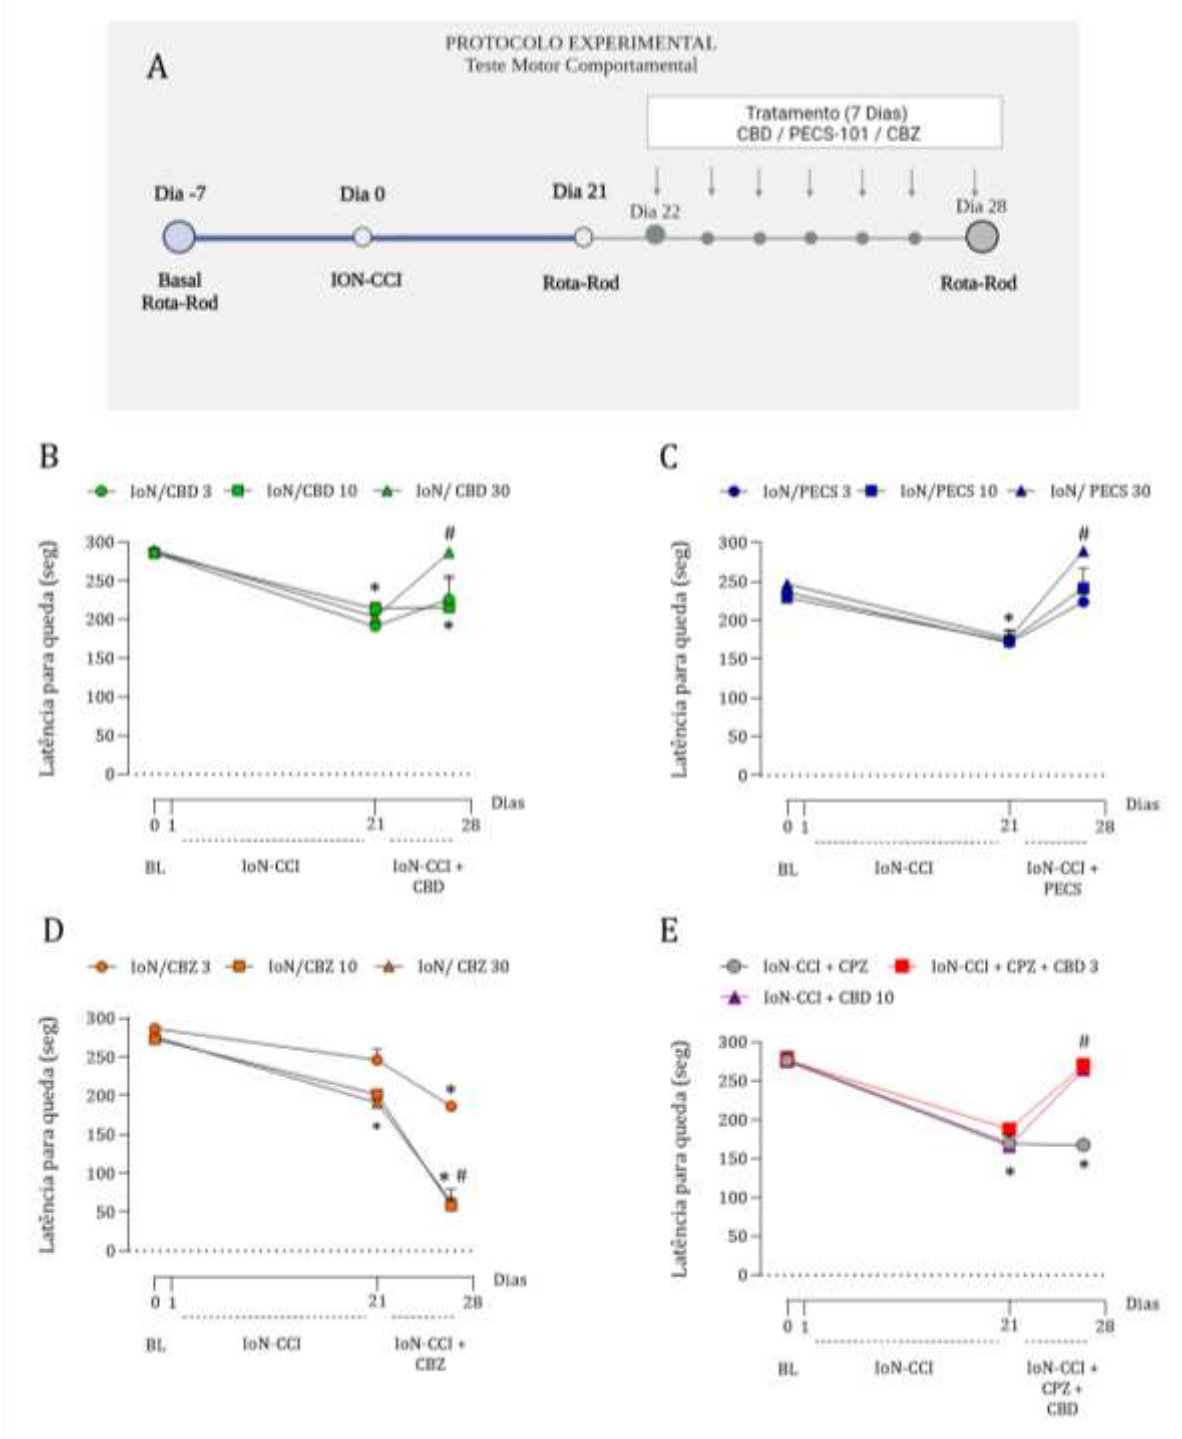 A
PROTOCOLO EXPERIMENTAL
Teste Motor Comportamental
Tratamento (7 Dias)
CBD / PECS-101 / CBZ
Dia -7
Dia 0
Dia 21
Dia 22
Dia 28
Basal
Rota-Rod
ION-CCI
Rota-Rod
Rota-Rod
B
IoN/CBD 3
IoN/CBD 10
IoN/ CBD 30
Latência para queda (seg)
300
250
200
150
100
50
0
*
#
*
Dias
0 1 21 28
BL
IoN-CCI
IoN-CCI +
CBD
C
IoN/PECS 3
IoN/PECS 10
IoN/ PECS 30
Latência para queda (seg)
300
250
200
150
100
50
0
*
#
Dias
0 1 21 28
BL
IoN-CCI
IoN-CCI +
PECS
D
IoN/CBZ 3
IoN/CBZ 10
IoN/ CBZ 30
Latência para queda (seg)
300
250
200
150
100
50
0
*
*
* #
Dias
0 1 21 28
BL
IoN-CCI
IoN-CCI +
CBZ
E
IoN-CCI + CPZ
IoN-CCI + CPZ + CBD 3
IoN-CCI + CBD 10
Latência para queda (seg)
300
250
200
150
100
50
0
#
*
*
Dias
0 1 21 28
BL
IoN-CCI
IoN-CCI +
CPZ +
CBD